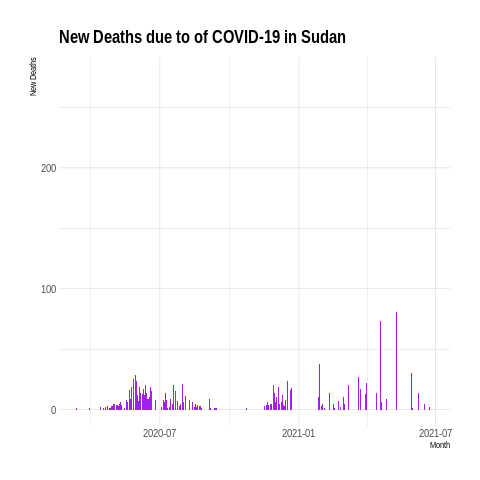 New Deaths due to of COVID-19 in Sudan
New Deaths
200
100
0
2020-07
2021-01
2021-07
Month